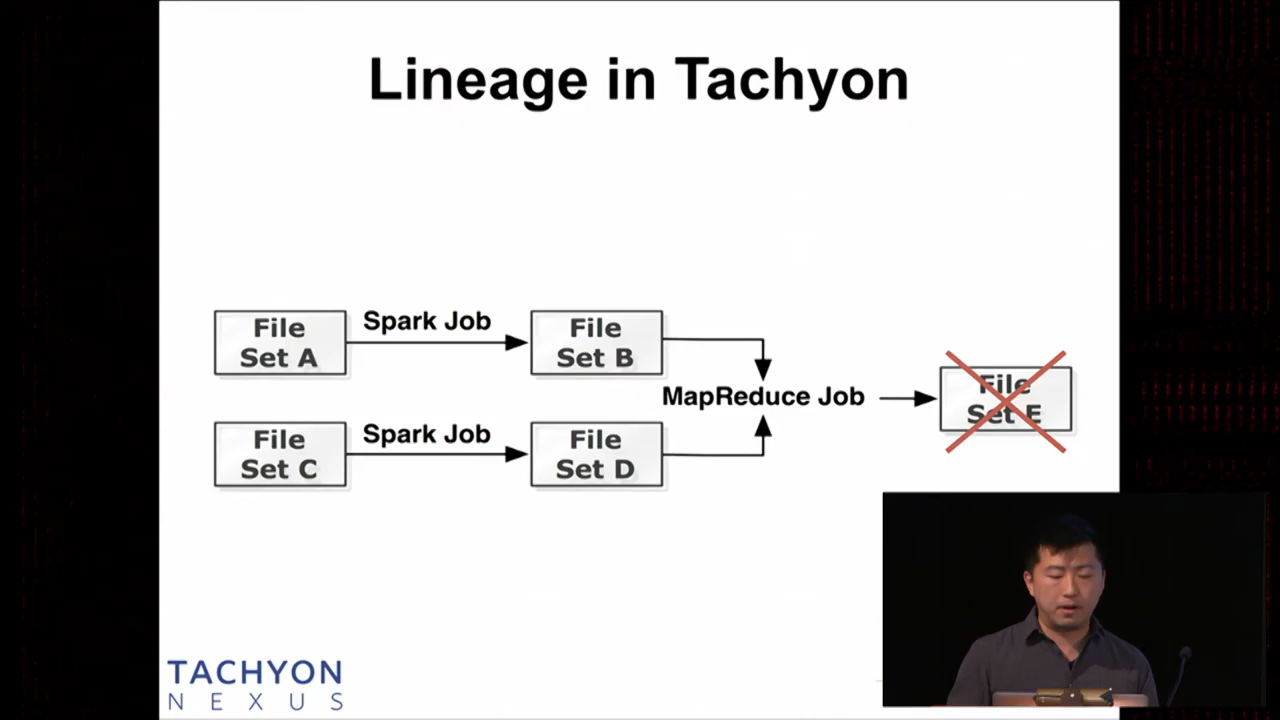 Lineage in Tachyon
File
Set A
Spark Job
File
Set B
MapReduce Job
File
Set E
File
Set C
Spark Job
File
Set D
TACHYON
NEXUS